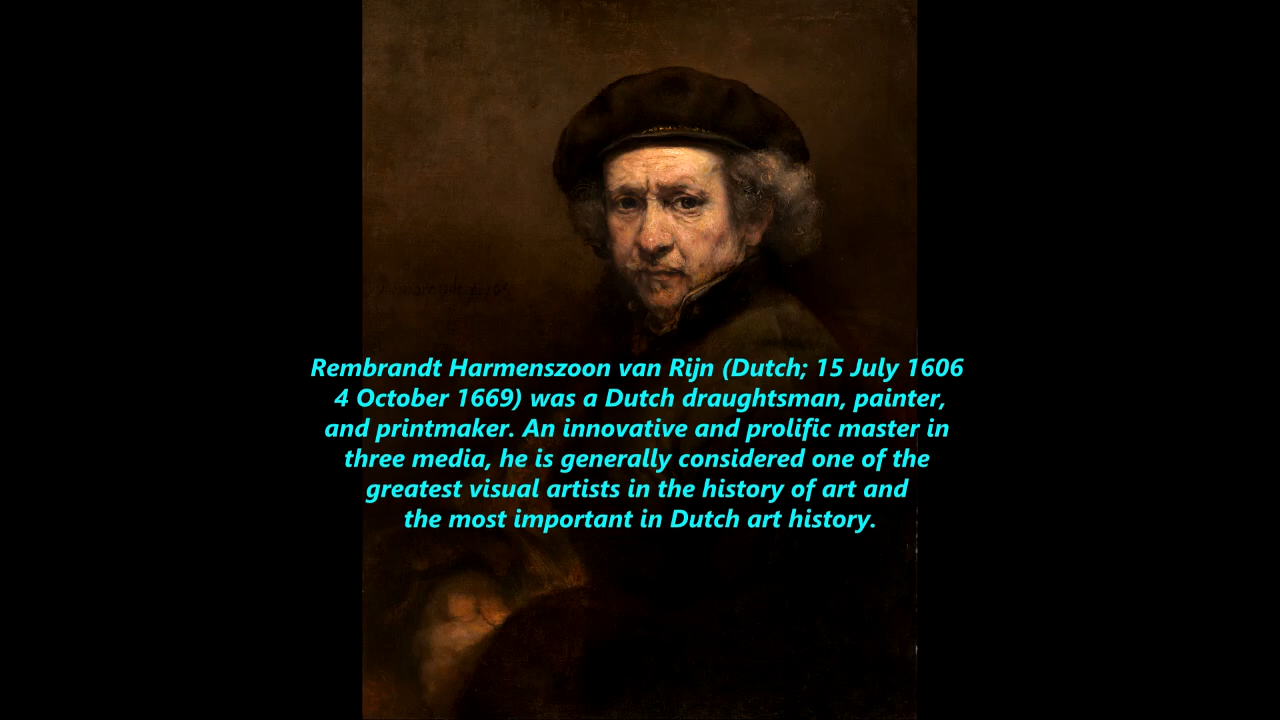 Rembrandt Harmenszoon van Rijn (Dutch; 15 July 1606
4 October 1669) was a Dutch draughtsman, painter,
and printmaker. An innovative and prolific master in
three media, he is generally considered one of the
greatest visual artists in the history of art and
the most important in Dutch art history.